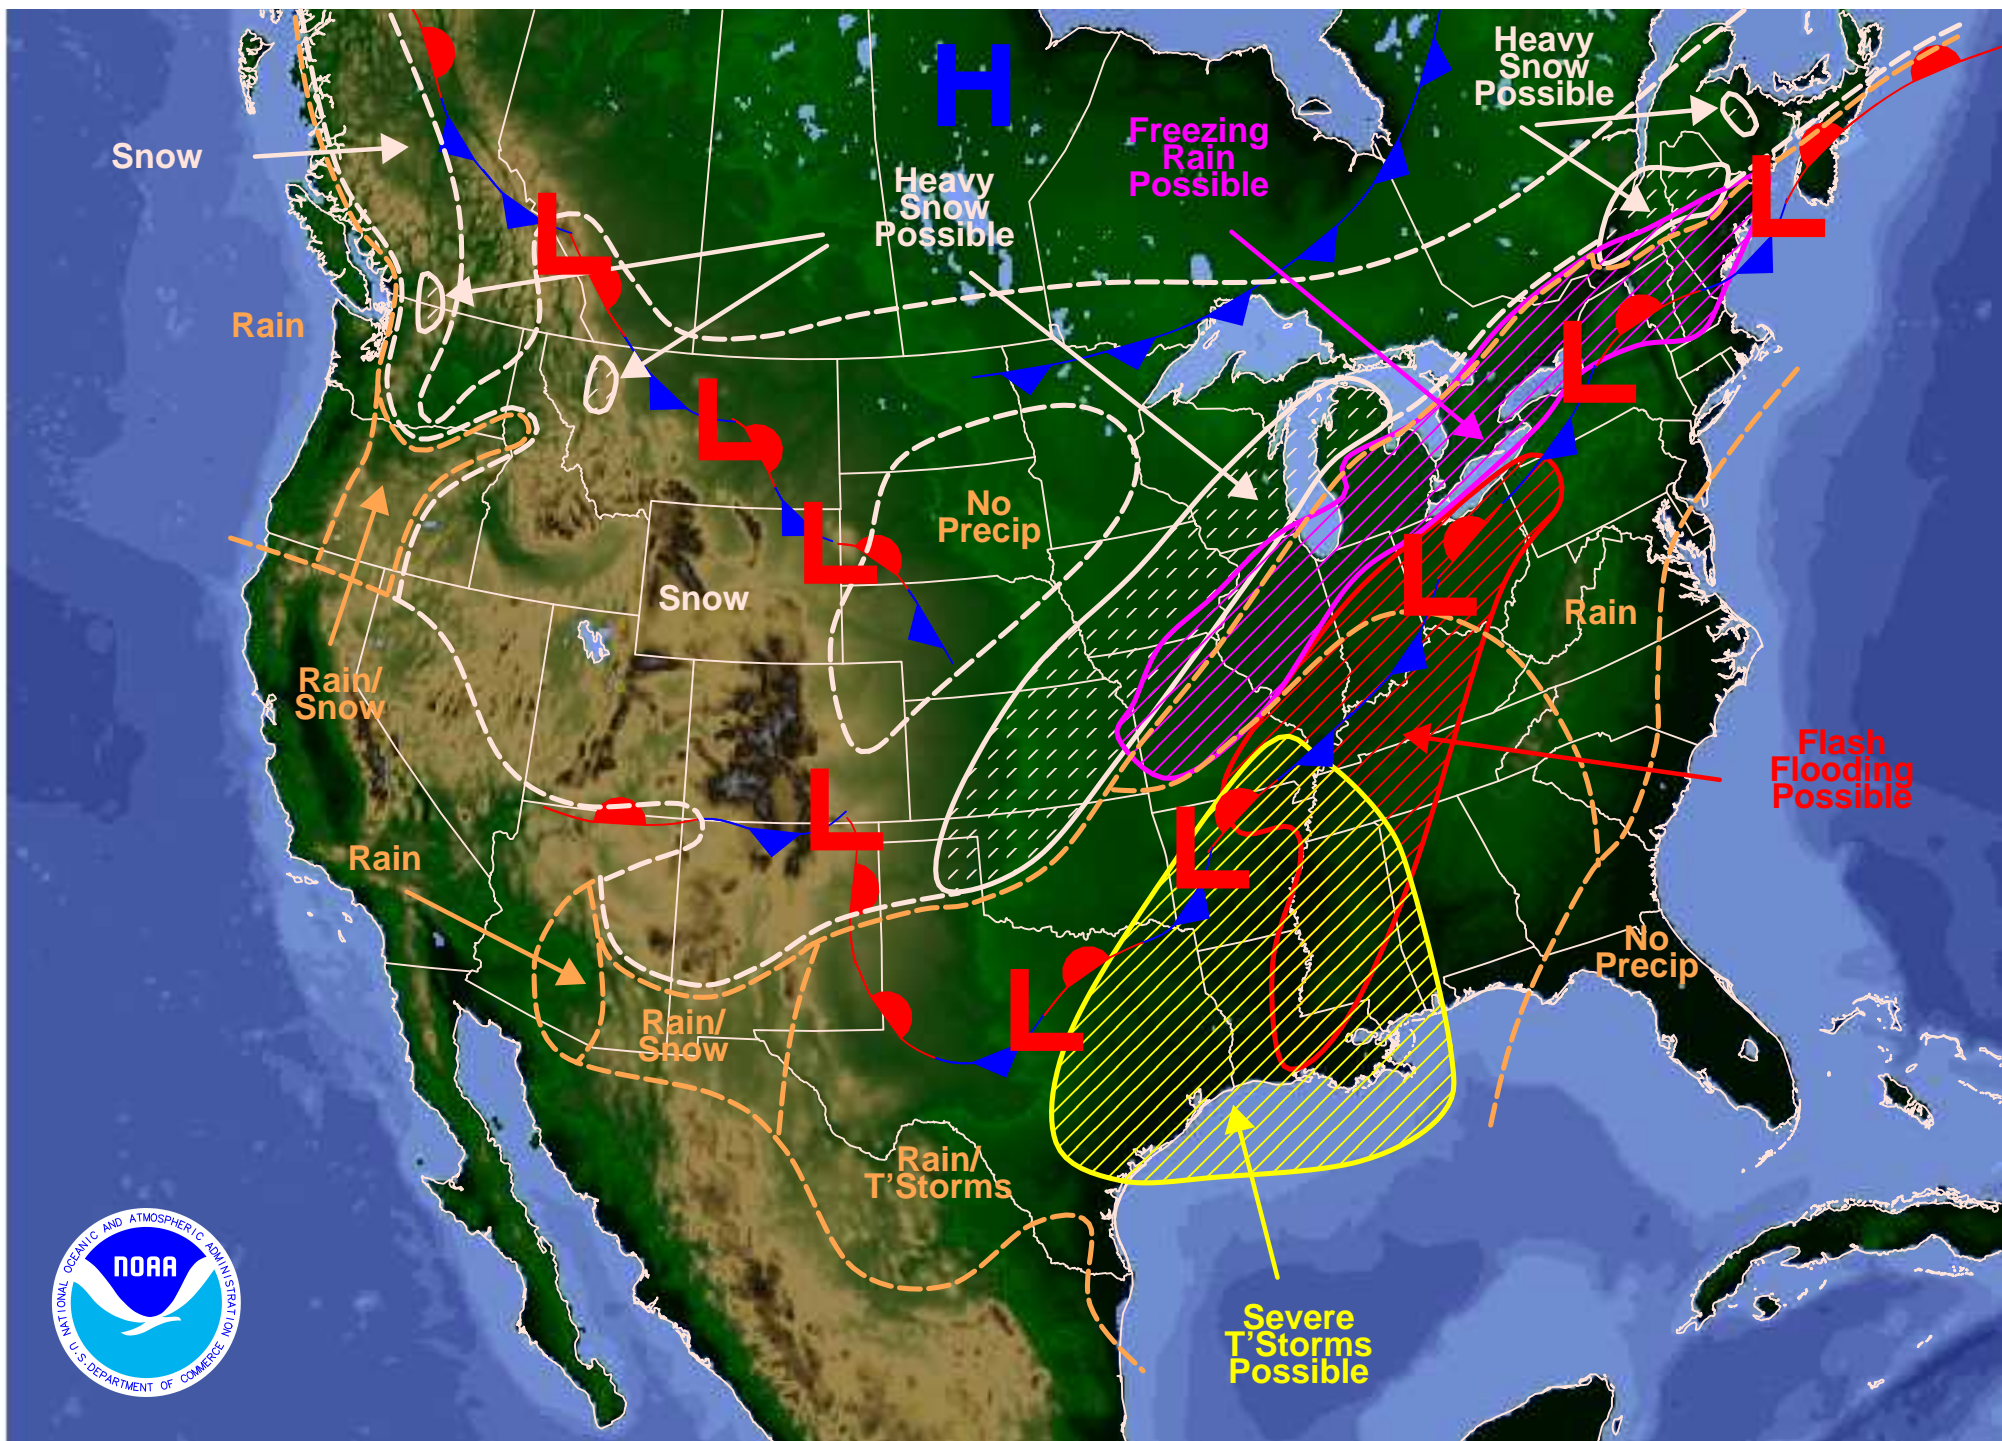 Heavy
Snow
Possible
H
Freezing
Rain
Possible
Snow
Heavy
Snow
Possible
L
L
Rain
L
L
No
Precip
L
L
Snow
Rain
Rain/
Snow
Flash
Flooding
Possible
L
L
Rain
No
Precip
L
Rain/
Snow
Rain/
T'Storms
Severe
T'Storms
Possible
NATIONAL OCEANIC AND ATMOSPHERIC ADMINISTRATION
NOAA
U.S. DEPARTMENT OF COMMERCE